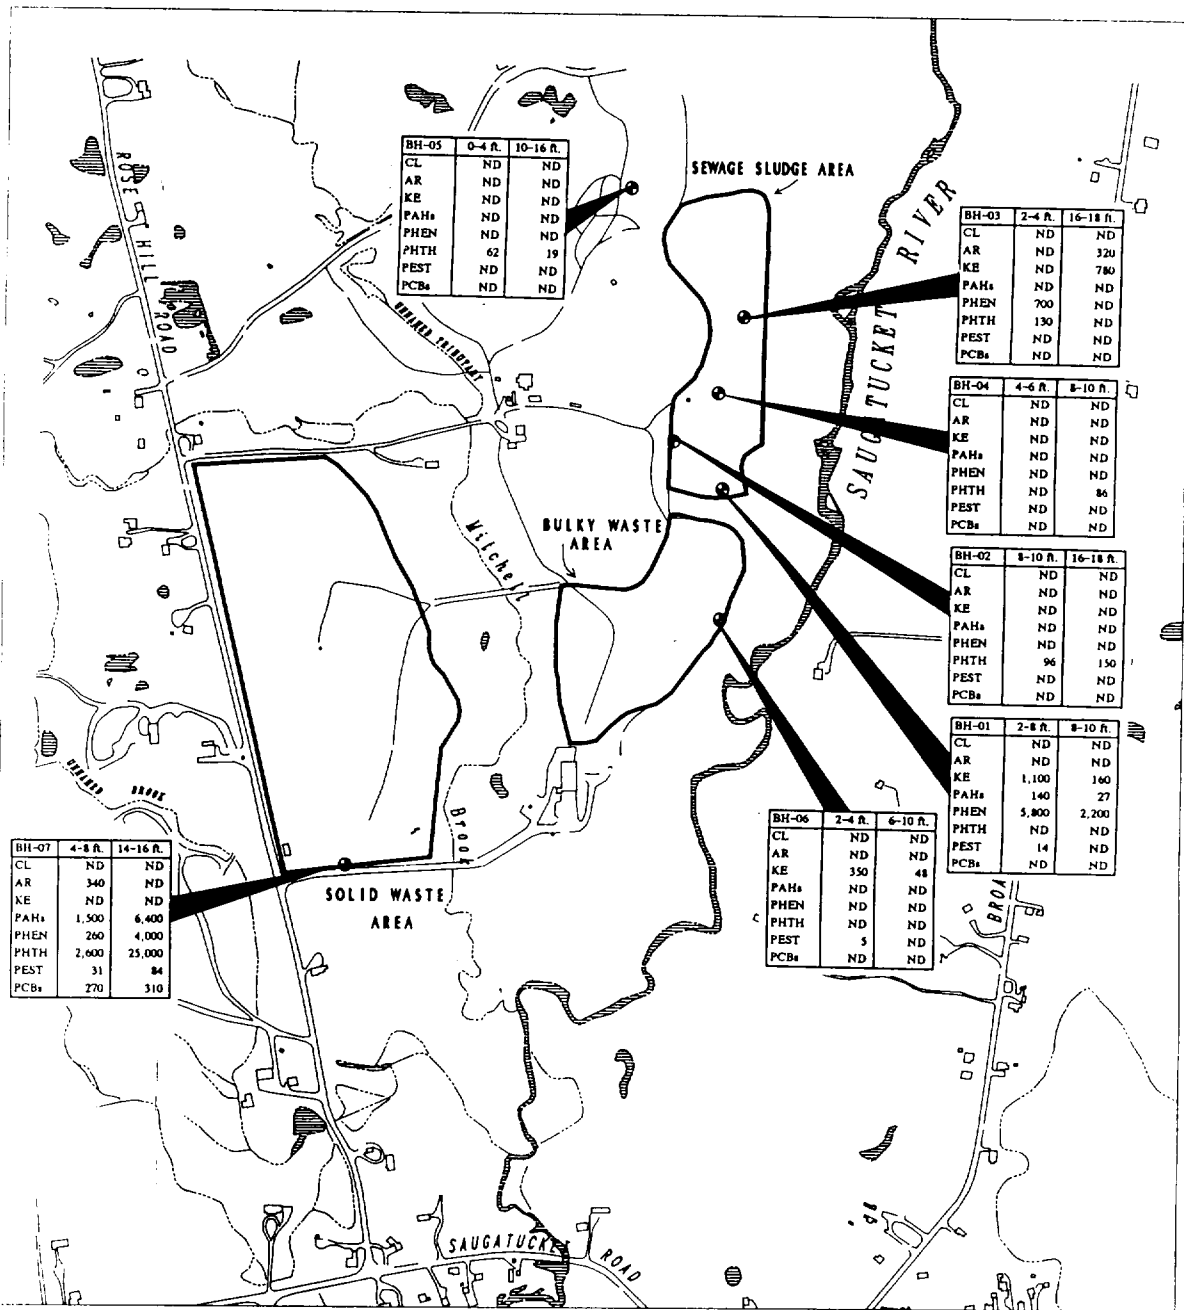 BH-05 0-4 ft. 10-16 ft.
CL ND ND
AR ND ND
KE ND ND
PAHs ND ND
PHEN ND ND
PHTH 62 19
PEST ND ND
PCBs ND ND
SEWAGE SLUDGE AREA
BH-03 2-4 ft. 16-18 ft.
CL ND ND
AR ND 320
KE ND 780
PAHs ND ND
PHEN 700 ND
PHTH 130 ND
PEST ND ND
PCBs ND ND
ROSE HILL ROAD
UNNAMED TRIBUTARY
SAUGATUCKET RIVER
BH-04 4-6 ft. 8-10 ft.
CL ND ND
AR ND ND
KE ND ND
PAHs ND ND
PHEN ND ND
PHTH ND 86
PEST ND ND
PCBs ND ND
BULKY WASTE
AREA
Mitchell
Brook
BH-02 8-10 ft. 16-18 ft.
CL ND ND
AR ND ND
KE ND ND
PAHs ND ND
PHEN ND ND
PHTH 96 150
PEST ND ND
PCBs ND ND
BH-01 2-8 ft. 8-10 ft.
CL ND ND
AR ND ND
KE 1,100 160
PAHs 140 27
PHEN 5,800 2,200
PHTH ND ND
PEST 14 ND
PCBs ND ND
UNNAMED BROOK
BH-06 2-4 ft. 6-10 ft.
CL ND ND
AR ND ND
KE 350 48
PAHs ND ND
PHEN ND ND
PHTH ND ND
PEST 5 ND
PCBs ND ND
BH-07 4-8 ft. 14-16 ft.
CL ND ND
AR 340 ND
KE ND ND
PAHs 1,500 6,400
PHEN 260 4,000
PHTH 2,600 25,000
PEST 31 84
PCBs 270 310
SOLID WASTE
AREA
BROA
SAUGATUCKET ROAD